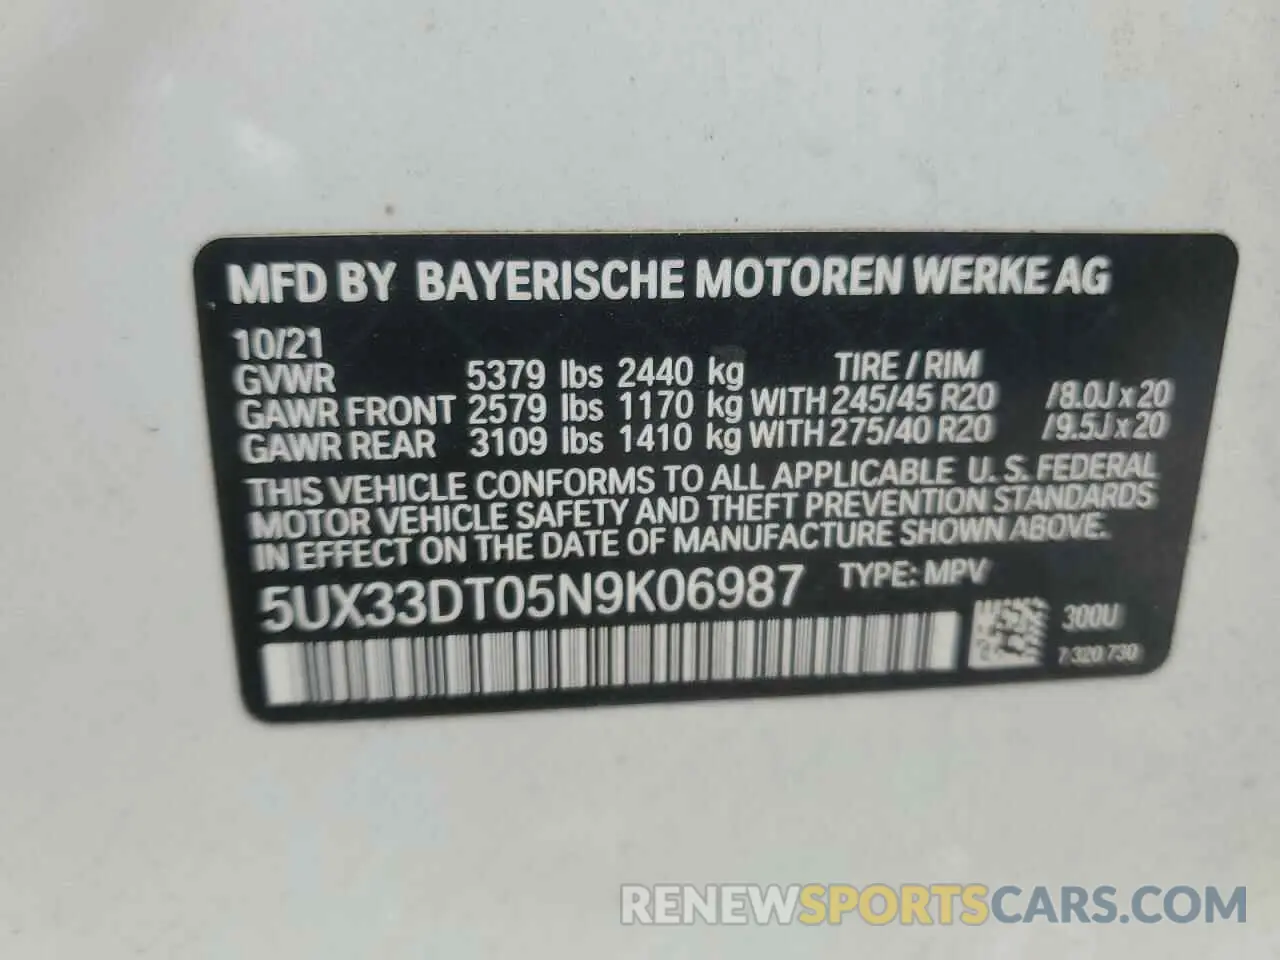 MFD BY BAYERISCHE MOTOREN WERKE AG
10/21
GVWR 5379 lbs 2440 kg TIRE / RIM
GAWR FRONT 2579 lbs 1170 kg WITH 245/45 R20 /8.0J x 20
GAWR REAR 3109 lbs 1410 kg WITH 275/40 R20 /9.5J x 20
THIS VEHICLE CONFORMS TO ALL APPLICABLE U. S. FEDERAL
MOTOR VEHICLE SAFETY AND THEFT PREVENTION STANDARDS
IN EFFECT ON THE DATE OF MANUFACTURE SHOWN ABOVE.
5UX33DT05N9K06987 TYPE: MPV
300U
7 320 730
RENEWSPORTSCARS.COM